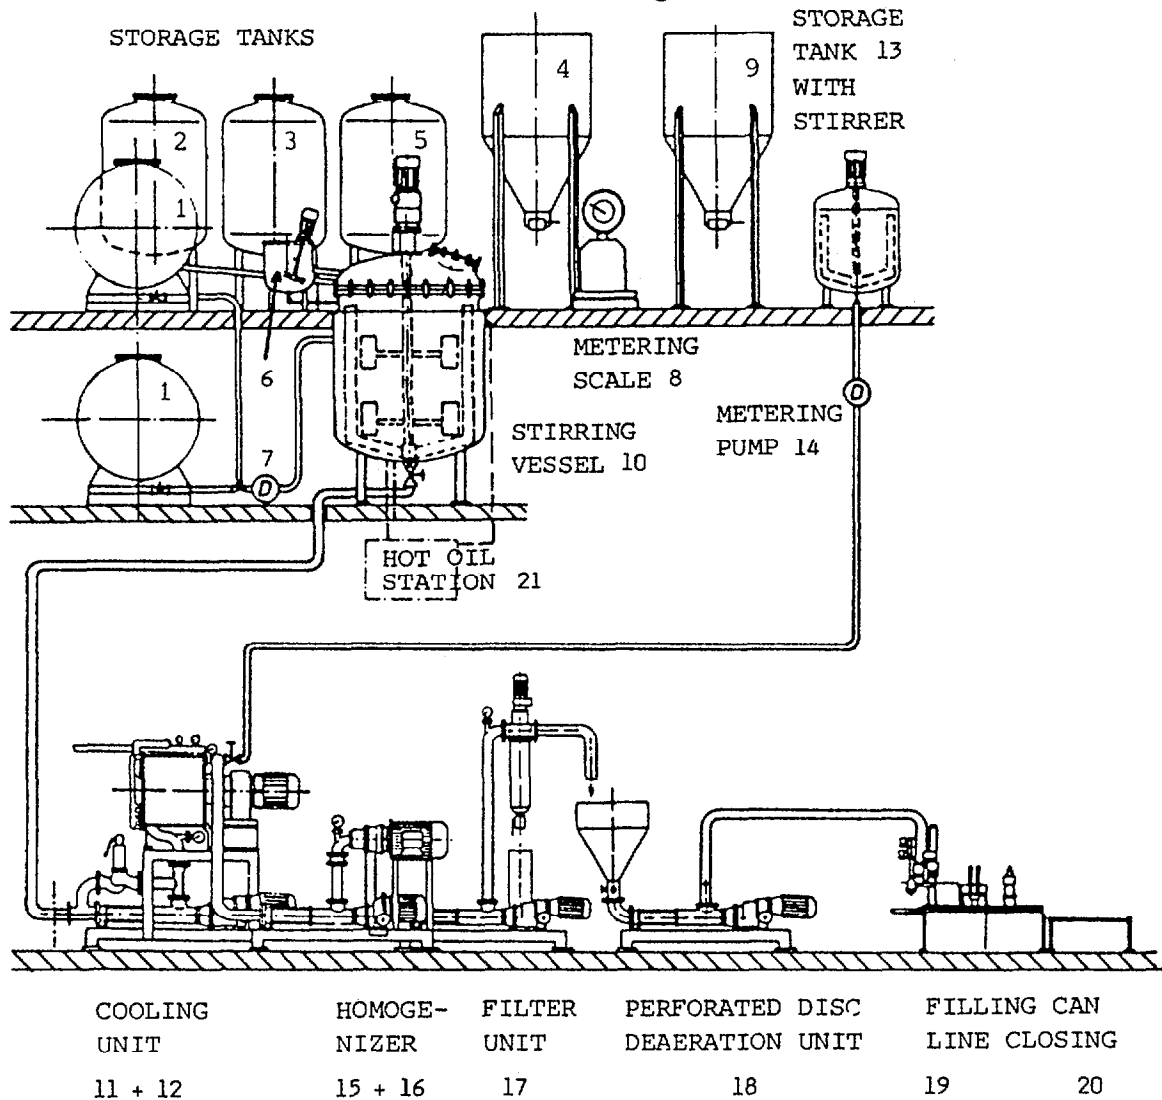 STORAGE TANKS
STORAGE
TANK 13
WITH
STIRRER
4
9
2
3
5
1
1
6
7
D
D
METERING
SCALE 8
METERING
PUMP 14
STIRRING
VESSEL 10
HOT OIL
STATION 21
COOLING
UNIT
11 + 12
HOMOGE-
NIZER
15 + 16
FILTER
UNIT
17
PERFORATED DISC
DEAERATION UNIT
18
FILLING CAN
LINE CLOSING
19 20